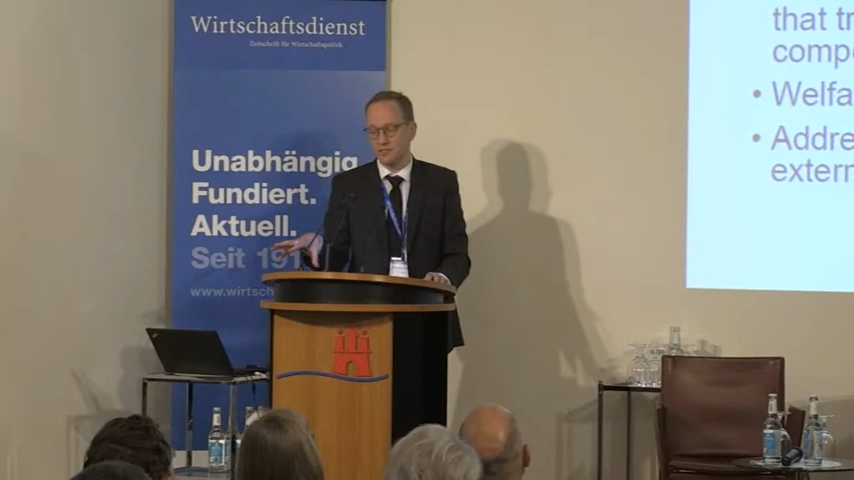 Wirtschaftsdienst
Zeitschrift für Wirtschaftspolitik
Unabhängig
Fundiert.
Aktuell.
Seit 191
www.wirtsch
that tr
compe
• Welfa
• Addre
extern